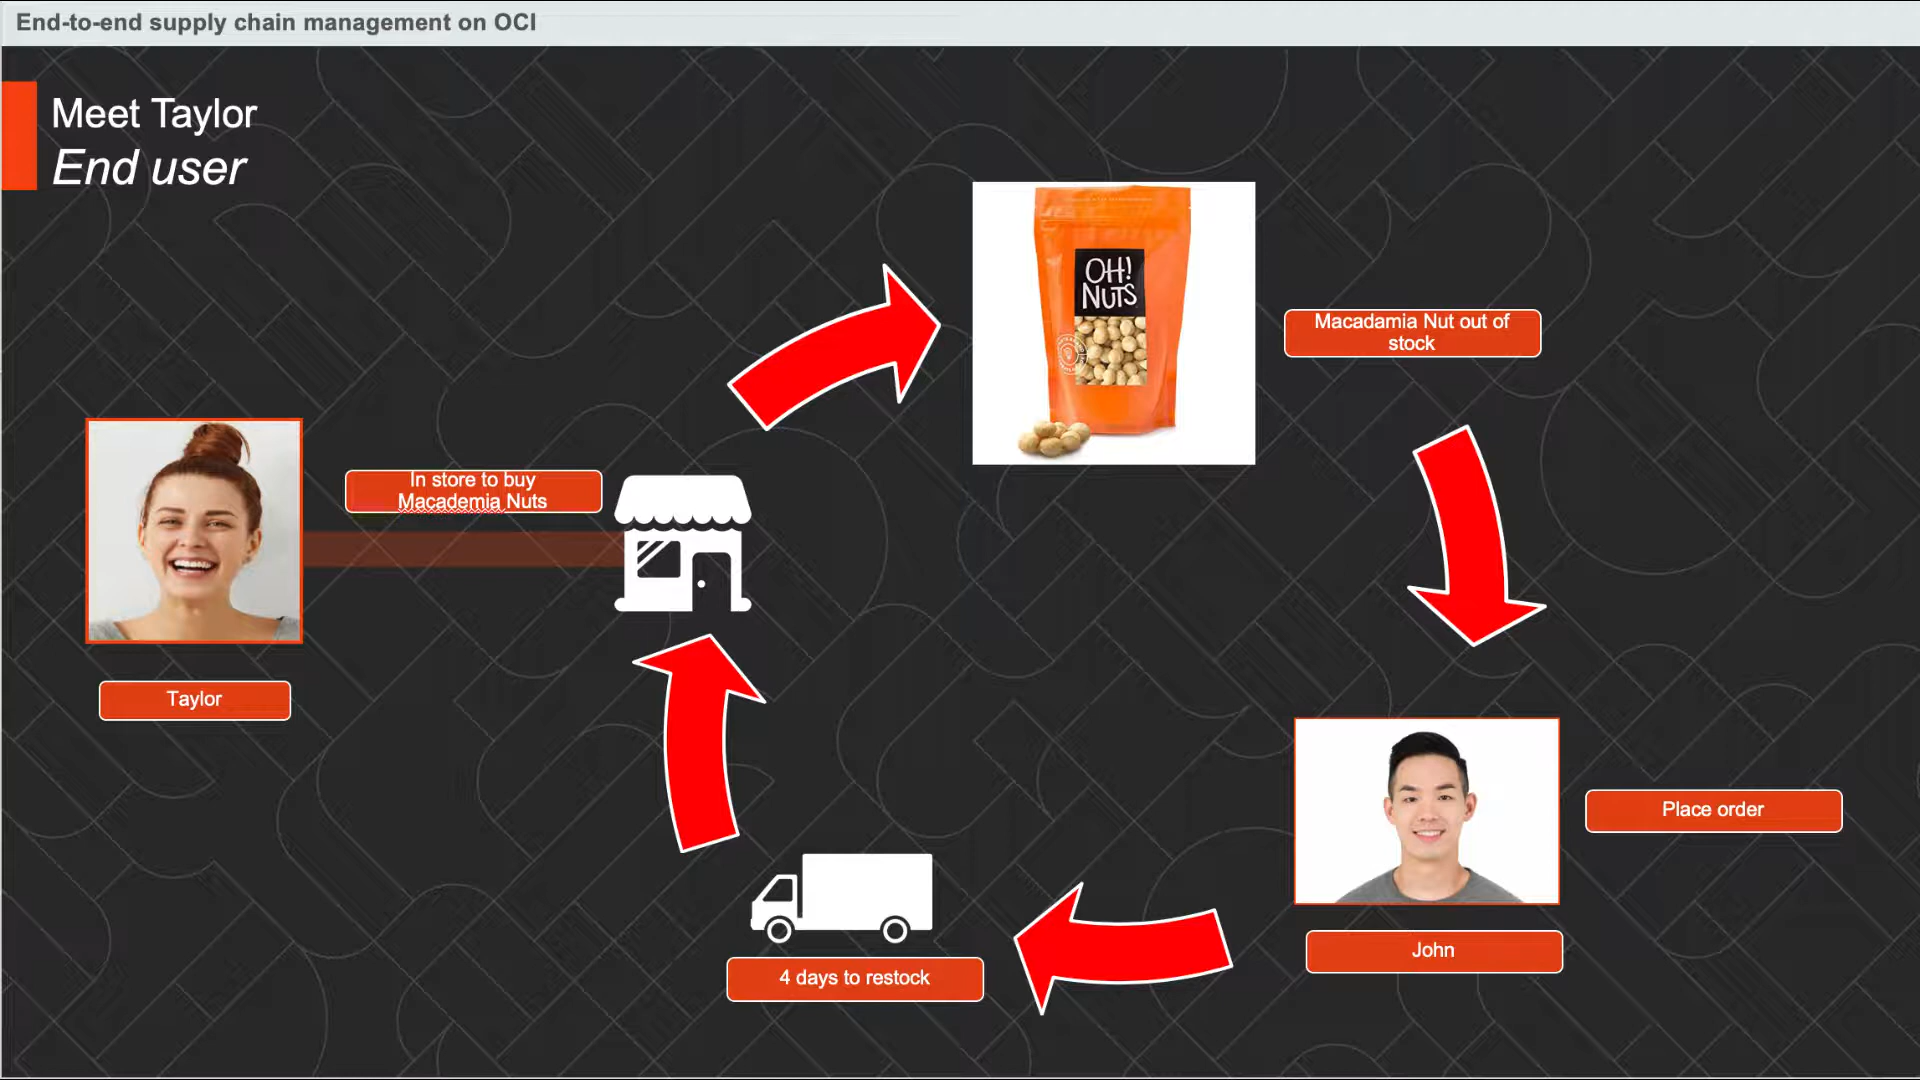 End-to-end supply chain management on OCI
Meet Taylor
End user
OH!
NUTS
Macadamia Nut out of
stock
In store to buy
Macademia Nuts
Taylor
Place order
John
4 days to restock